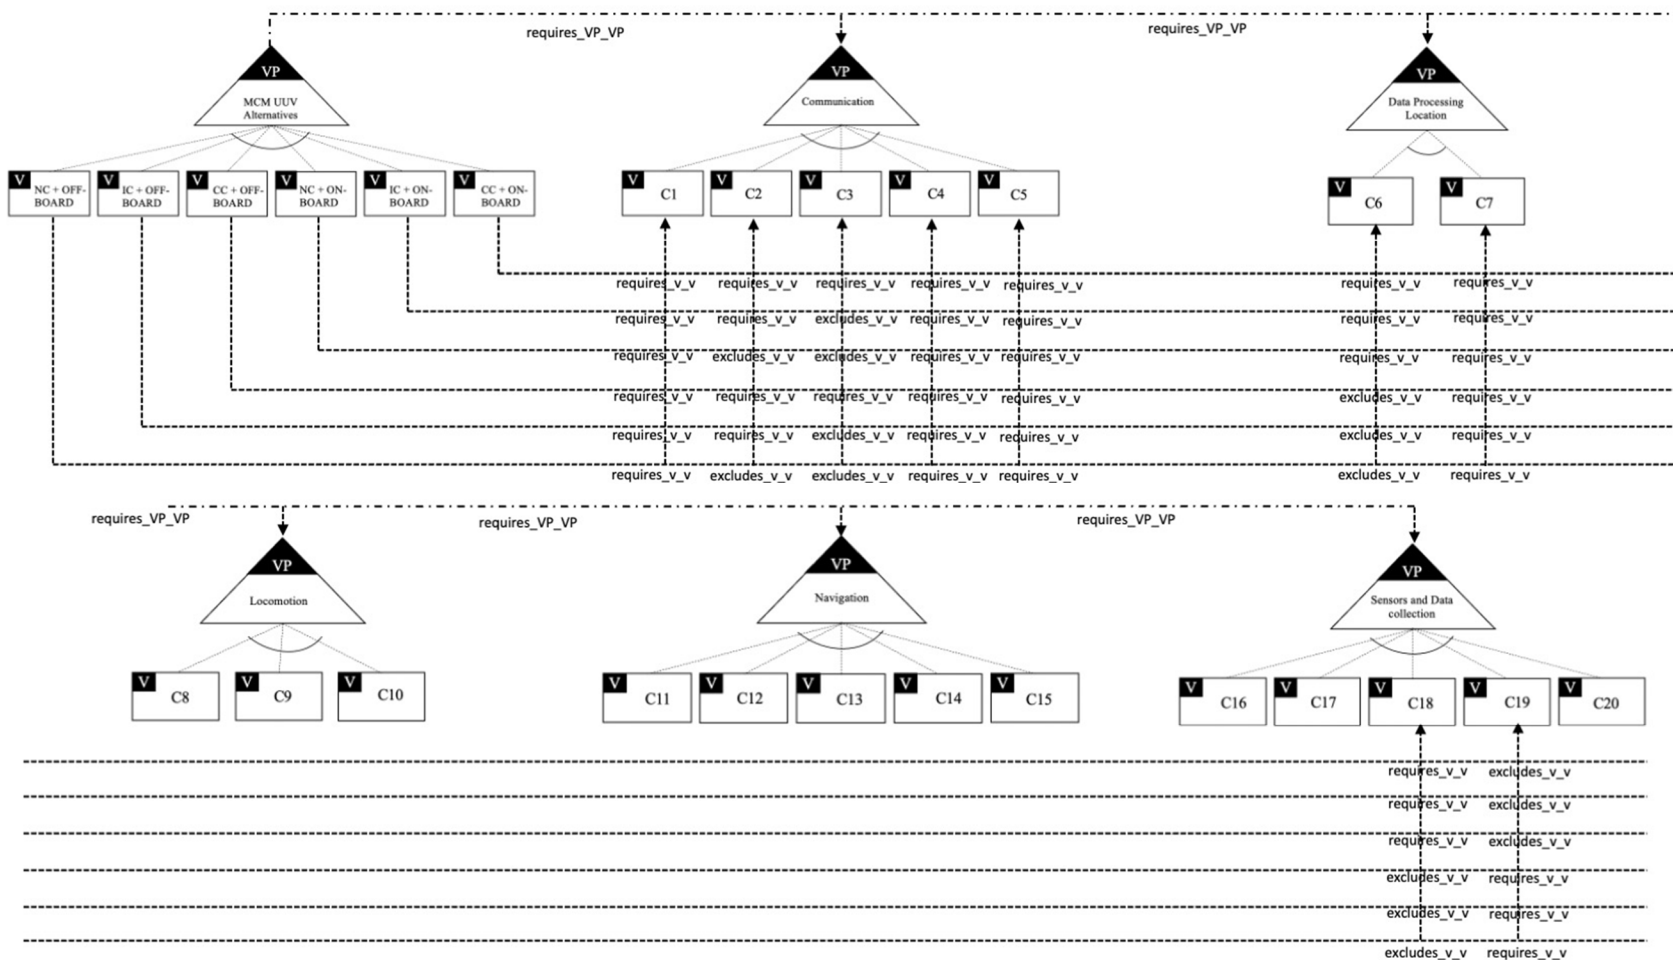 requires_VP_VP
requires_VP_VP
VP
VP
VP
MCM UUV
Alternatives
Communication
Data Processing
Location
V NC + OFF-
BOARD
V IC + OFF-
BOARD
V CC + OFF-
BOARD
V NC + ON-
BOARD
V IC + ON-
BOARD
V CC + ON-
BOARD
V C1
V C2
V C3
V C4
V C5
V C6
V C7
requires_v_v requires_v_v requires_v_v requires_v_v requires_v_v requires_v_v requires_v_v
requires_v_v requires_v_v excludes_v_v requires_v_v requires_v_v requires_v_v requires_v_v
requires_v_v excludes_v_v excludes_v_v requires_v_v requires_v_v requires_v_v requires_v_v
requires_v_v requires_v_v requires_v_v requires_v_v requires_v_v excludes_v_v requires_v_v
requires_v_v requires_v_v excludes_v_v requires_v_v requires_v_v excludes_v_v requires_v_v
requires_v_v excludes_v_v excludes_v_v requires_v_v requires_v_v excludes_v_v requires_v_v
requires_VP_VP
requires_VP_VP
requires_VP_VP
VP
VP
VP
Locomotion
Navigation
Sensors and Data
collection
V C8
V C9
V C10
V C11
V C12
V C13
V C14
V C15
V C16
V C17
V C18
V C19
V C20
requires_v_v excludes_v_v
requires_v_v excludes_v_v
requires_v_v excludes_v_v
excludes_v_v requires_v_v
excludes_v_v requires_v_v
excludes_v_v requires_v_v